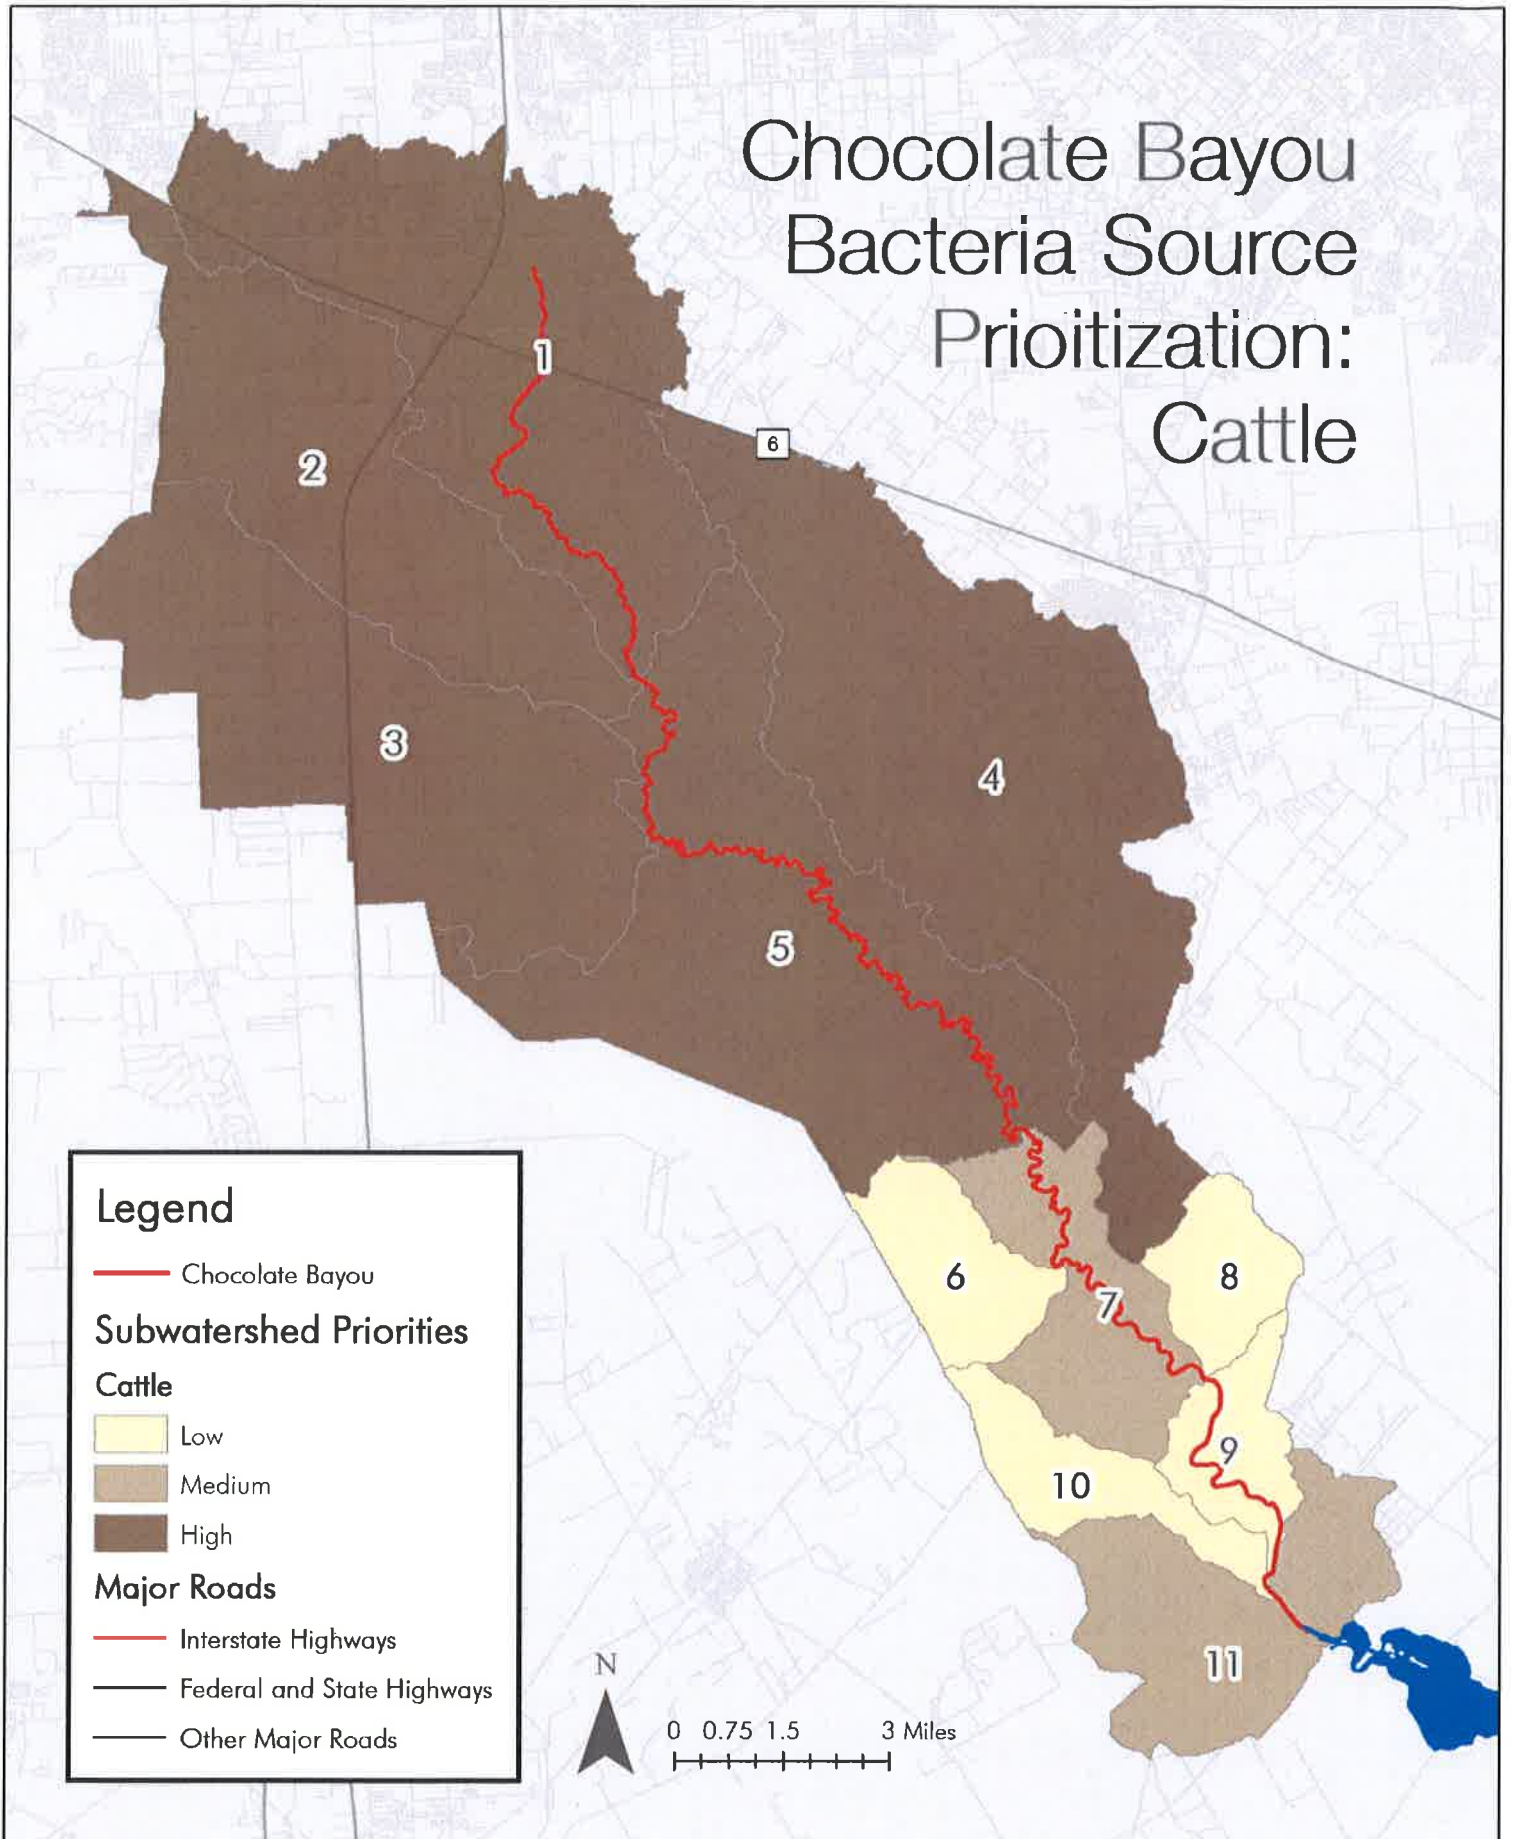 Chocolate Bayou
Bacteria Source
Prioitization:
Cattle
6
1
2
3
4
5
6
7
8
9
10
11
Legend
Chocolate Bayou
Subwatershed Priorities
Cattle
Low
Medium
High
Major Roads
Interstate Highways
Federal and State Highways
Other Major Roads
N
0 0.75 1.5 3 Miles